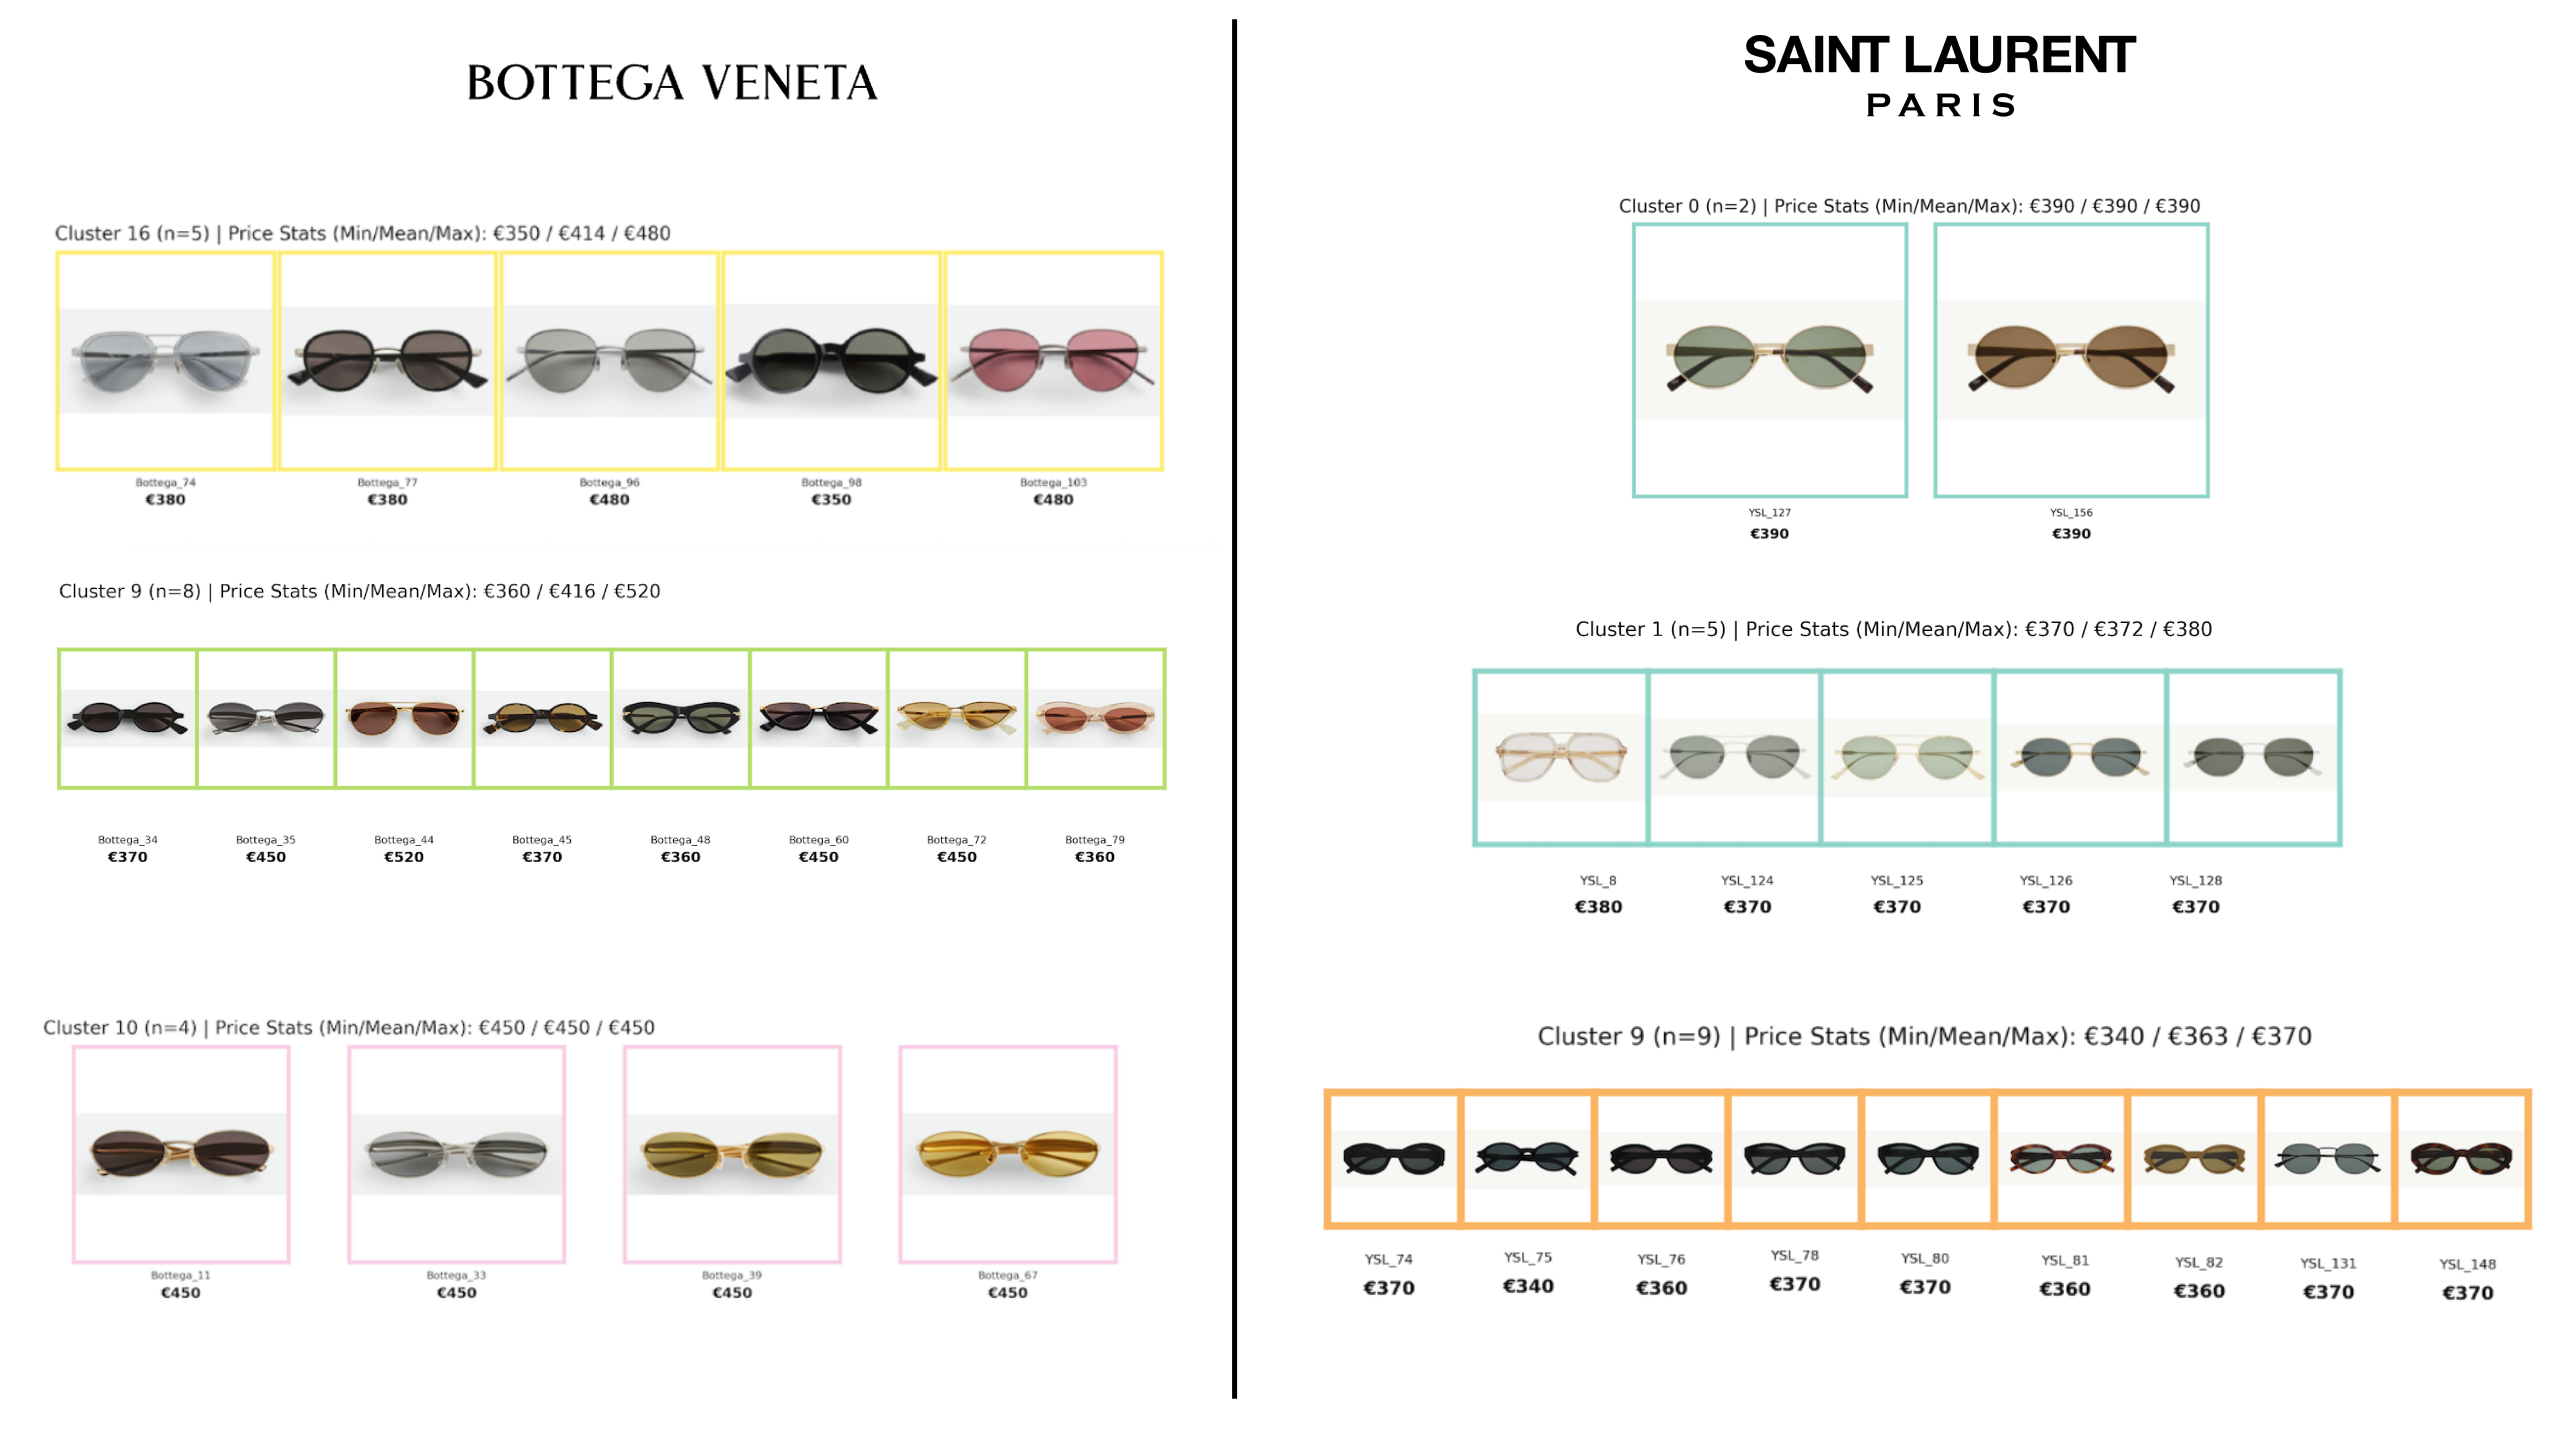 BOTTEGA VENETA
Cluster 16 (n=5) | Price Stats (Min/Mean/Max): €350 / €414 / €480
Bottega_74 Bottega_77 Bottega_96 Bottega_98 Bottega_103
€380 €380 €480 €350 €480
Cluster 9 (n=8) | Price Stats (Min/Mean/Max): €360 / €416 / €520
Bottega_34 Bottega_35 Bottega_44 Bottega_45 Bottega_48 Bottega_60 Bottega_72 Bottega_79
€370 €450 €520 €370 €360 €450 €450 €360
Cluster 10 (n=4) | Price Stats (Min/Mean/Max): €450 / €450 / €450
Bottega_11 Bottega_33 Bottega_39 Bottega_67
€450 €450 €450 €450
SAINT LAURENT
PARIS
Cluster 0 (n=2) | Price Stats (Min/Mean/Max): €390 / €390 / €390
YSL_127 YSL_156
€390 €390
Cluster 1 (n=5) | Price Stats (Min/Mean/Max): €370 / €372 / €380
YSL_8 YSL_124 YSL_125 YSL_126 YSL_128
€380 €370 €370 €370 €370
Cluster 9 (n=9) | Price Stats (Min/Mean/Max): €340 / €363 / €370
YSL_74 YSL_75 YSL_76 YSL_78 YSL_80 YSL_81 YSL_82 YSL_131 YSL_148
€370 €340 €360 €370 €370 €360 €360 €370 €370